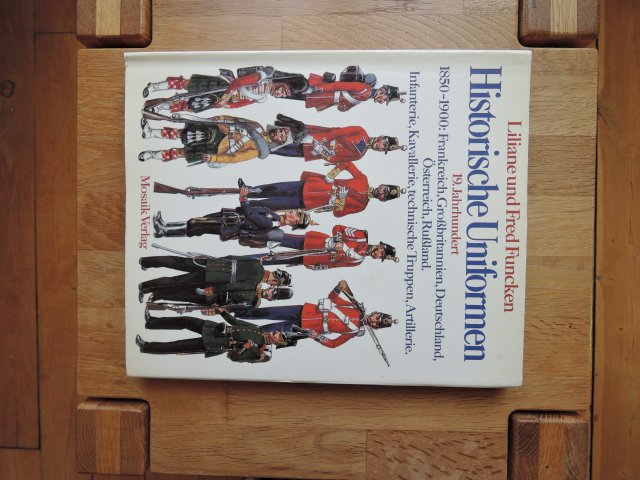 Liliane und Fred Funcken
Historische Uniformen
19. Jahrhundert
1850-1900: Frankreich, Großbritannien, Deutschland,
Österreich, Rußland.
Infanterie, Kavallerie, technische Truppen, Artillerie.
Mosaik Verlag